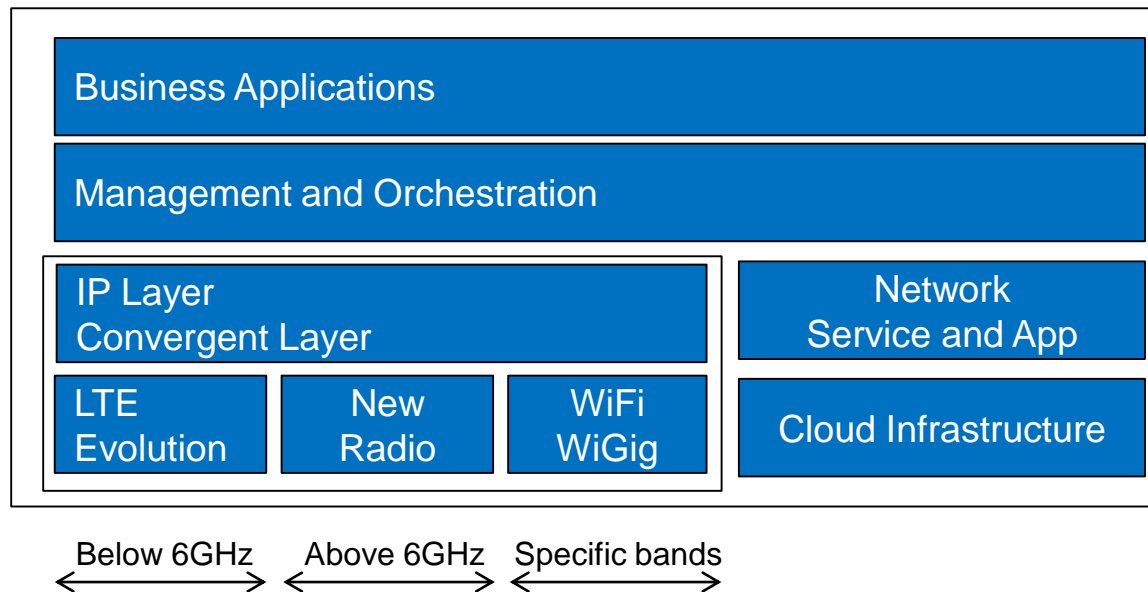 Business Applications
Management and Orchestration
IP Layer
Convergent Layer
Network
Service and App
LTE
Evolution
New
Radio
WiFi
WiGig
Cloud Infrastructure
Below 6GHz
Above 6GHz
Specific bands